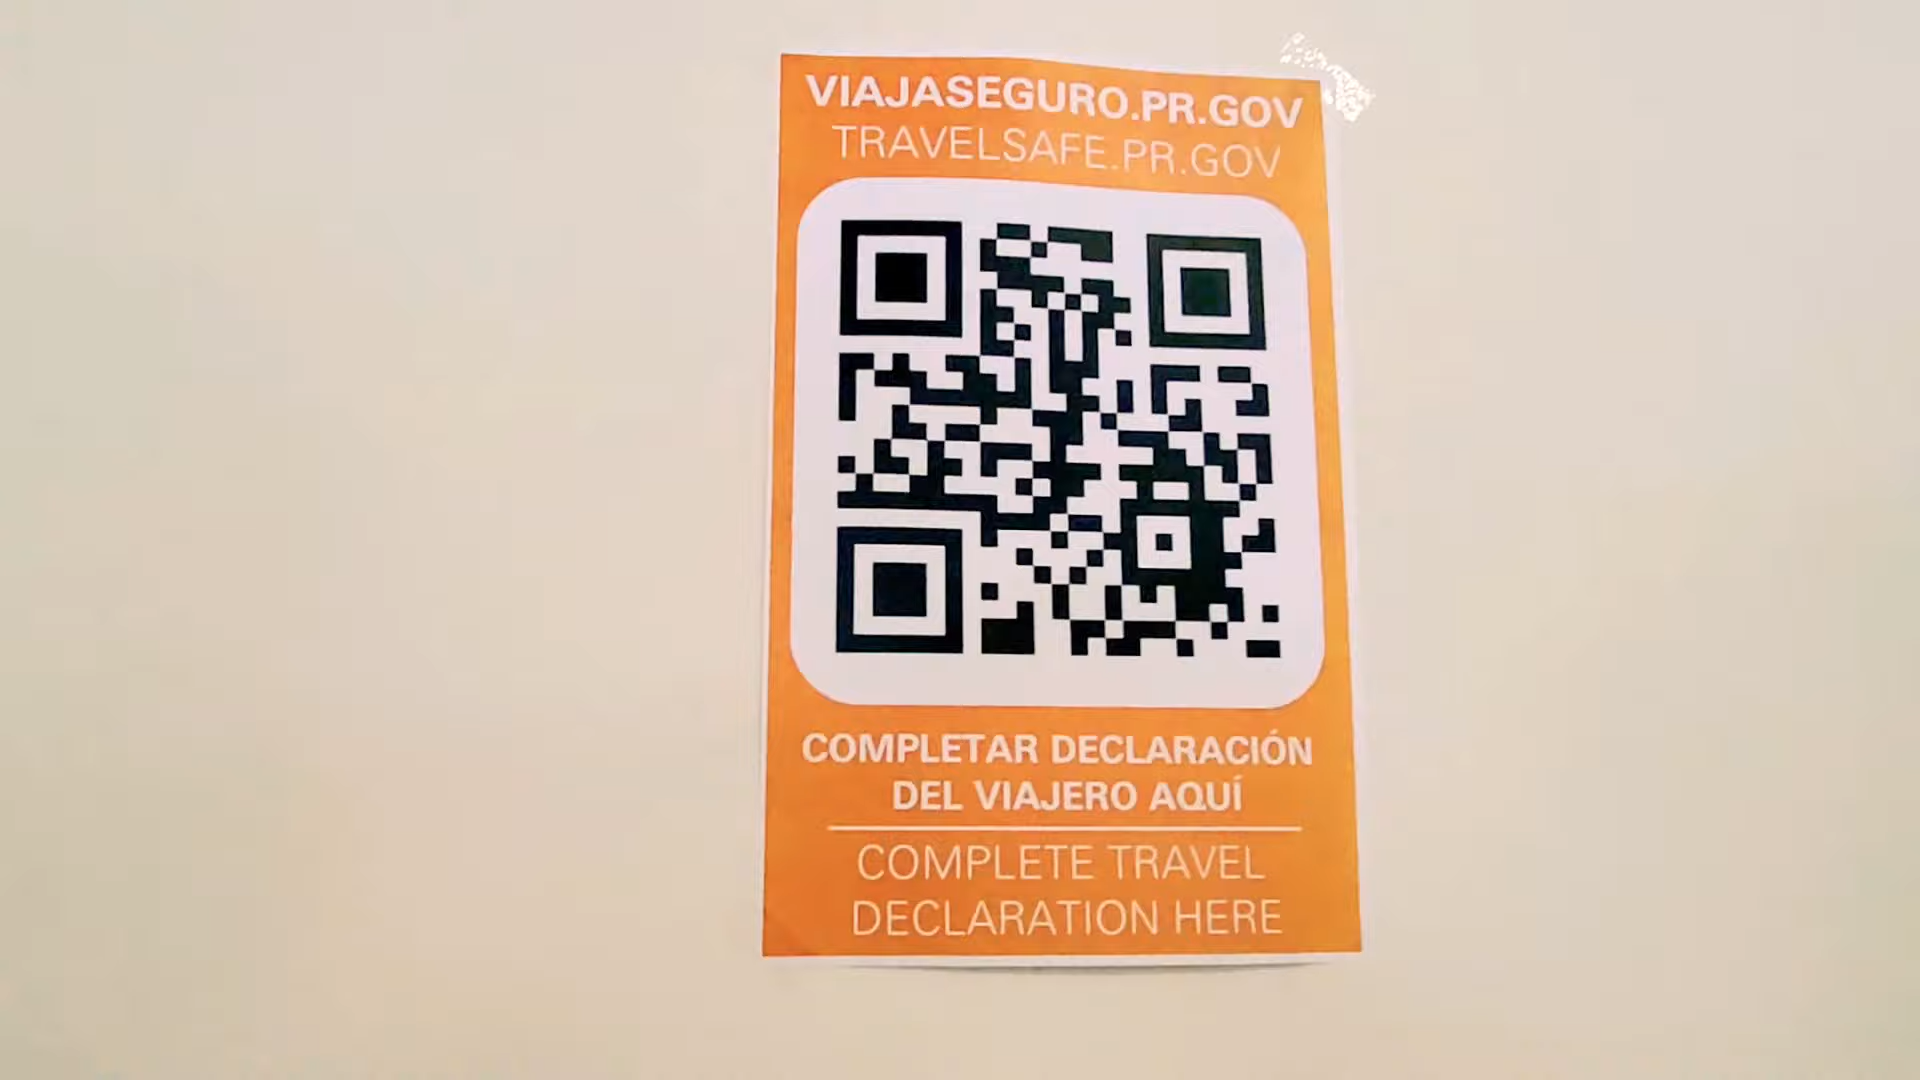 VIAJASEGURO.PR.GOV
TRAVELSAFE.PR.GOV
COMPLETAR DECLARACIÓN
DEL VIAJERO AQUÍ
COMPLETE TRAVEL
DECLARATION HERE